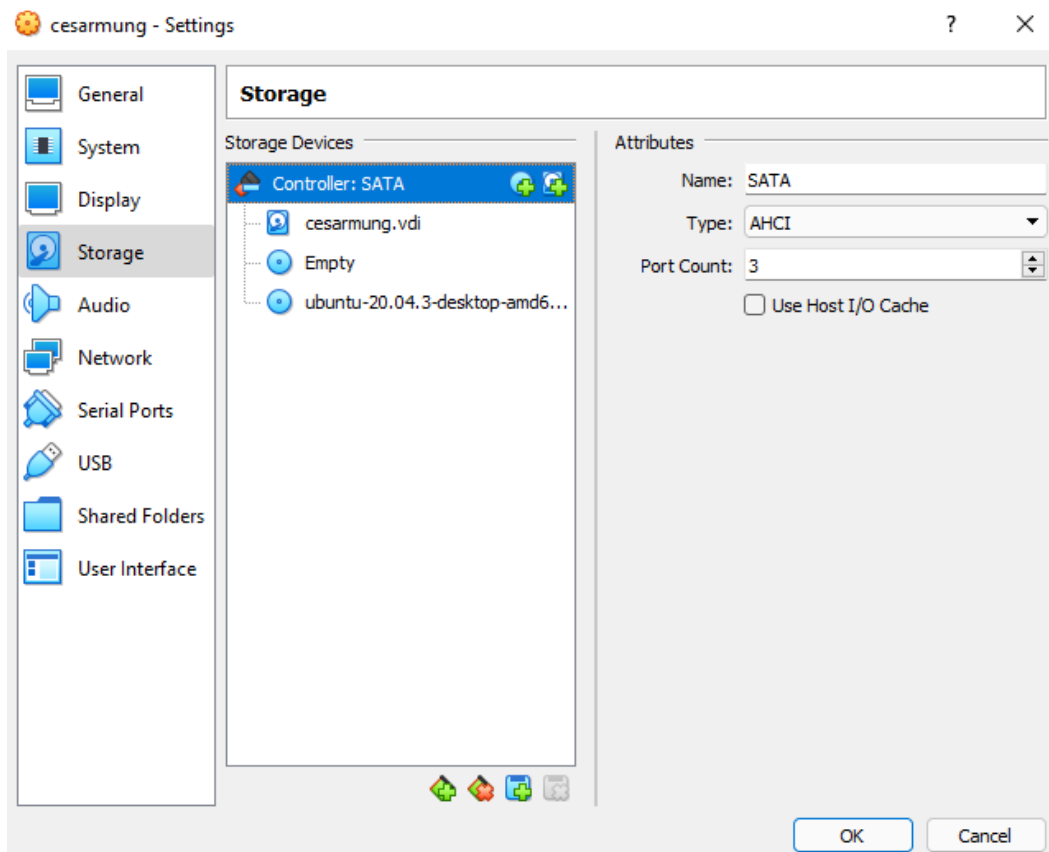 cesarmung - Settings
?
General
System
Display
Storage
Audio
Network
Serial Ports
USB
Shared Folders
User Interface
Storage
Storage Devices
Controller: SATA
cesarmung.vdi
Empty
ubuntu-20.04.3-desktop-amd6...
Attributes
Name: SATA
Type: AHCI
Port Count: 3
Use Host I/O Cache
OK
Cancel